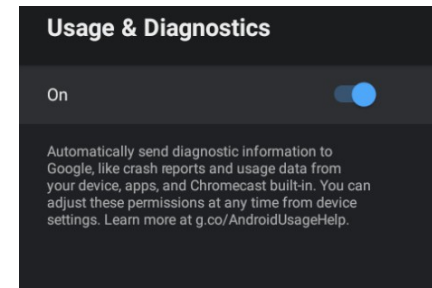 Usage & Diagnostics
On
Automatically send diagnostic information to
Google, like crash reports and usage data from
your device, apps, and Chromecast built-in. You can
adjust these permissions at any time from device
settings. Learn more at g.co/AndroidUsageHelp.